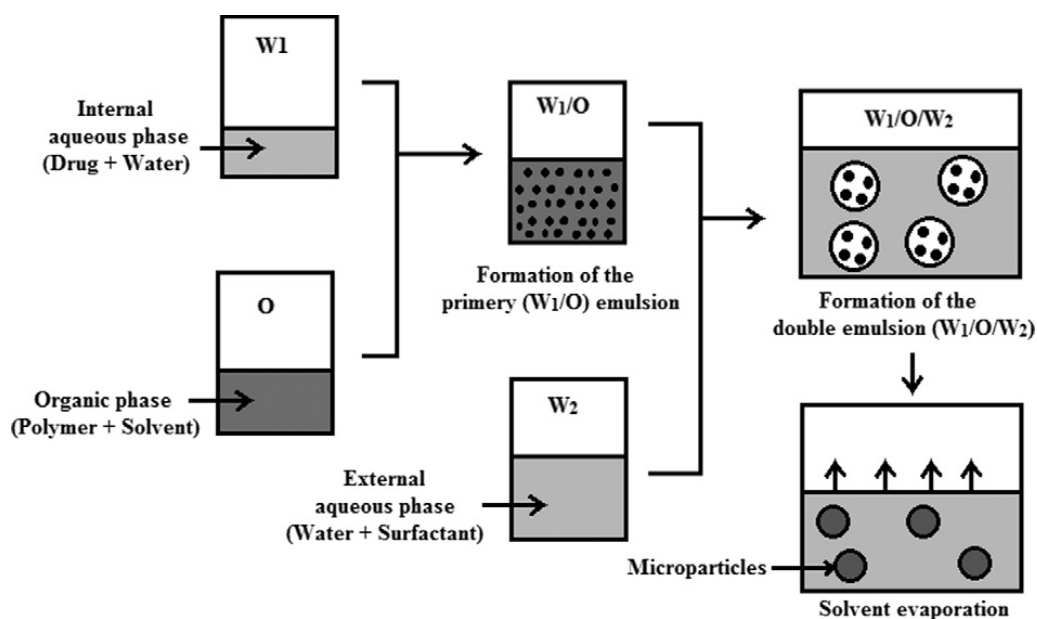 W1
Internal
aqueous phase
(Drug + Water)
O
Organic phase
(Polymer + Solvent)
W1/O
Formation of the
primery (W1/O) emulsion
W2
External
aqueous phase
(Water + Surfactant)
W1/O/W2
Formation of the
double emulsion (W1/O/W2)
Microparticles
Solvent evaporation